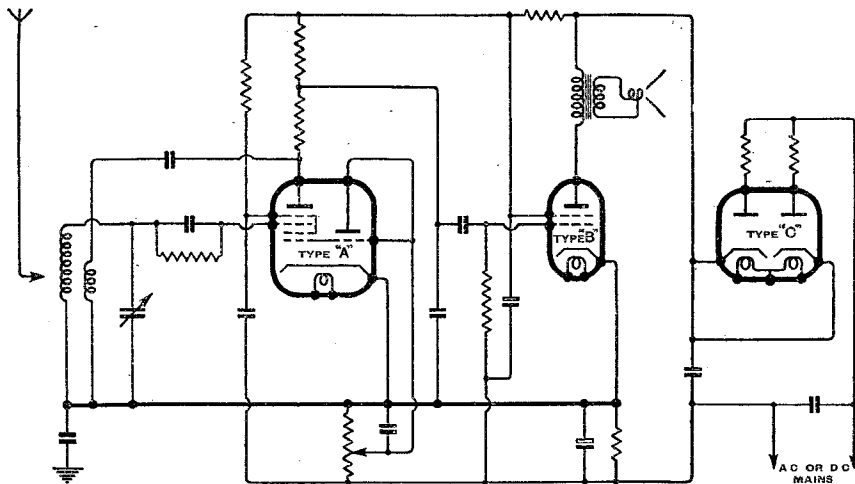 TYPE "A"
TYPE "B"
TYPE "C"
AC OR DC
MAINS